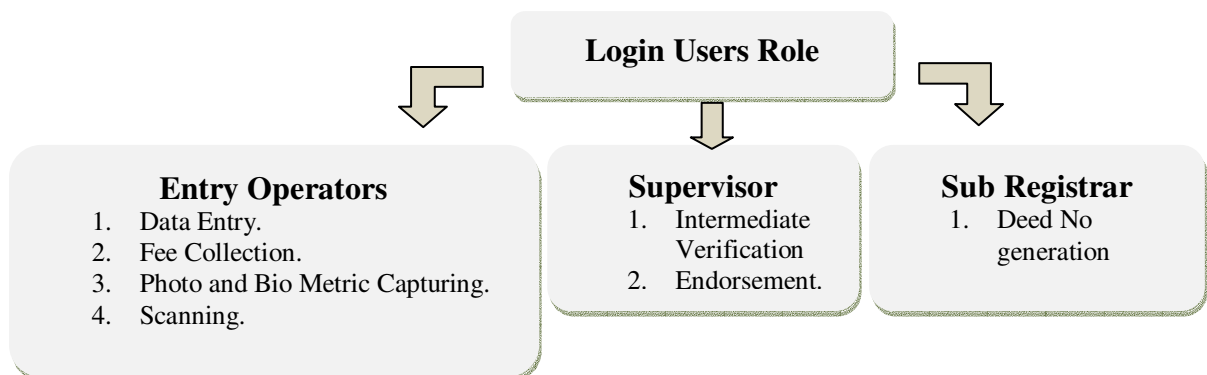 Login Users Role
Entry Operators
1. Data Entry.
2. Fee Collection.
3. Photo and Bio Metric Capturing.
4. Scanning.
Supervisor
1. Intermediate
Verification
2. Endorsement.
Sub Registrar
1. Deed No
generation